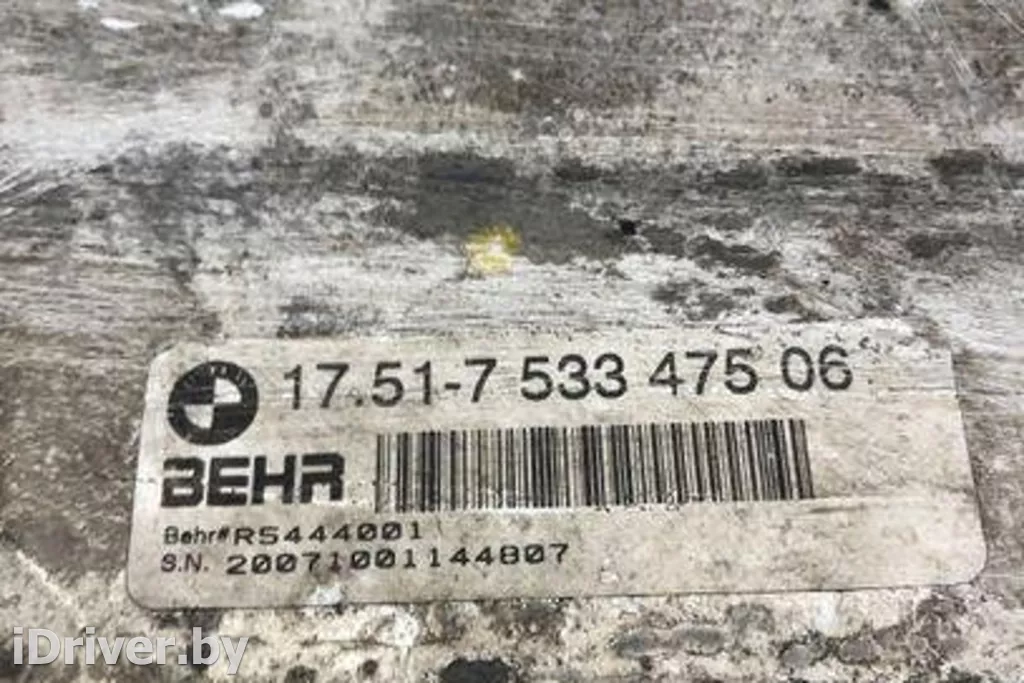 17.51-7 533 475 06
BEHR
Behr# R5444001
S.N. 20071001144807
iDriver.by